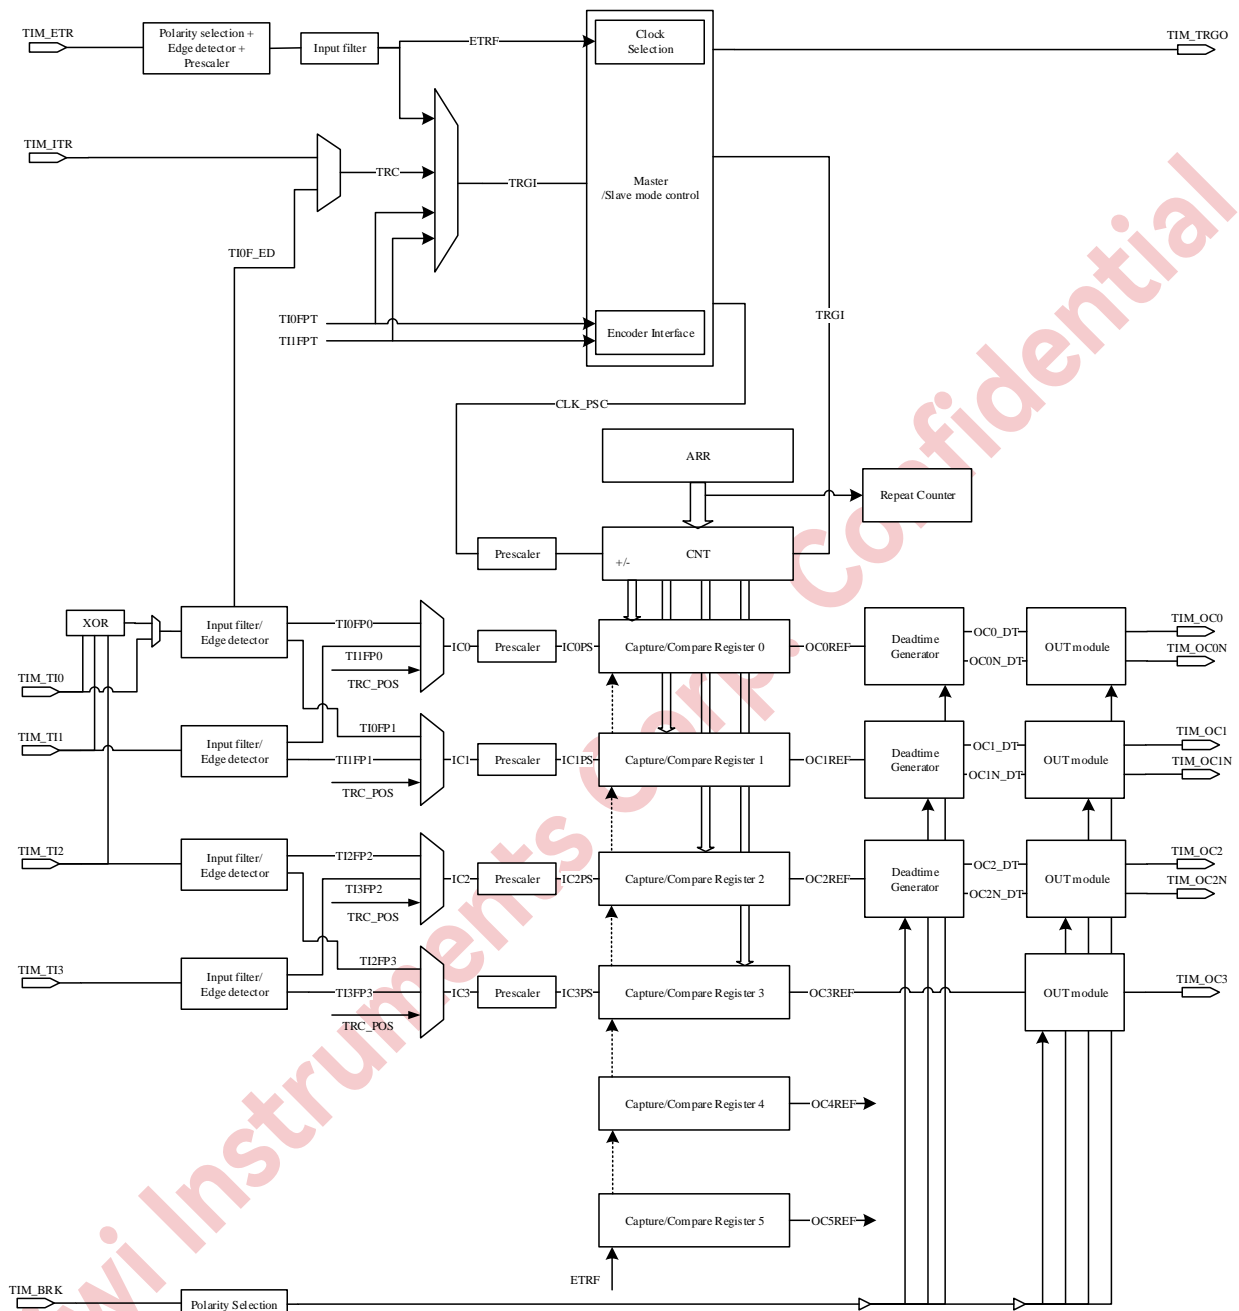 TIM_ETR
Polarity selection +
Edge detector +
Prescaler
Input filter
ETRF
Clock
Selection
TIM_TRGO
TIM_ITR
TRC
TRGI
Master
/Slave mode control
TI0F_ED
TI0FPT
TI1FPT
Encoder Interface
TRGI
CLK_PSC
ARR
Repeat Counter
Prescaler
CNT
+/-
XOR
Input filter/
Edge detector
TI0FP0
TI1FP0
TRC_POS
IC0
Prescaler
IC0PS
Capture/Compare Register 0
OC0REF
Deadtime
Generator
OC0_DT
OC0N_DT
OUT module
TIM_OC0
TIM_OC0N
TIM_TI0
TIM_TI1
Input filter/
Edge detector
TI0FP1
TI1FP1
TRC_POS
IC1
Prescaler
IC1PS
Capture/Compare Register 1
OC1REF
Deadtime
Generator
OC1_DT
OC1N_DT
OUT module
TIM_OC1
TIM_OC1N
TIM_TI2
Input filter/
Edge detector
TI2FP2
TI3FP2
TRC_POS
IC2
Prescaler
IC2PS
Capture/Compare Register 2
OC2REF
Deadtime
Generator
OC2_DT
OC2N_DT
OUT module
TIM_OC2
TIM_OC2N
TIM_TI3
Input filter/
Edge detector
TI2FP3
TI3FP3
TRC_POS
IC3
Prescaler
IC3PS
Capture/Compare Register 3
OC3REF
OUT module
TIM_OC3
Capture/Compare Register 4
OC4REF
Capture/Compare Register 5
OC5REF
ETRF
TIM_BRK
Polarity Selection
Instruments Corp. Confidential